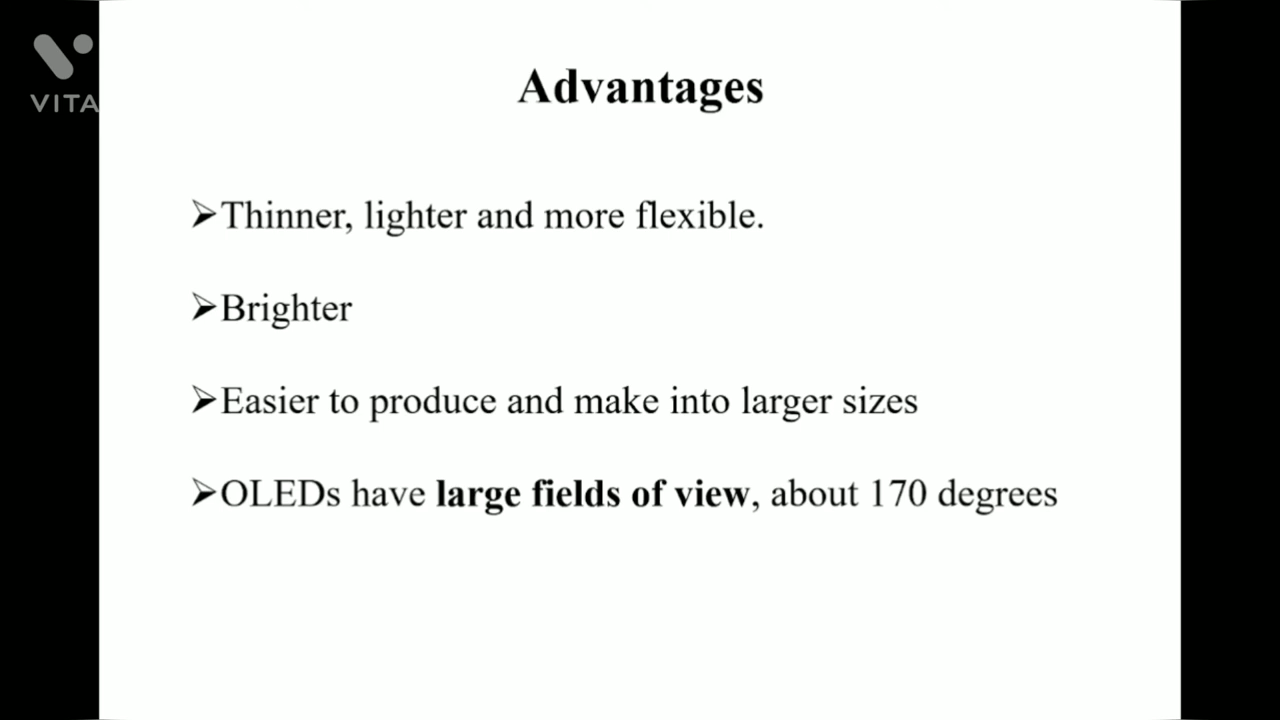 VITA
Advantages
➢Thinner, lighter and more flexible.
➢Brighter
➢Easier to produce and make into larger sizes
➢OLEDs have large fields of view, about 170 degrees